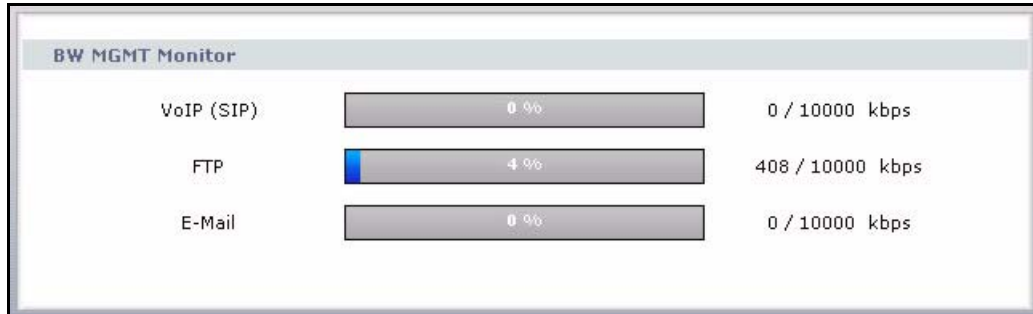 BW MGMT Monitor
VoIP (SIP) 0 % 0 / 10000 kbps
FTP 4 % 408 / 10000 kbps
E-Mail 0 % 0 / 10000 kbps